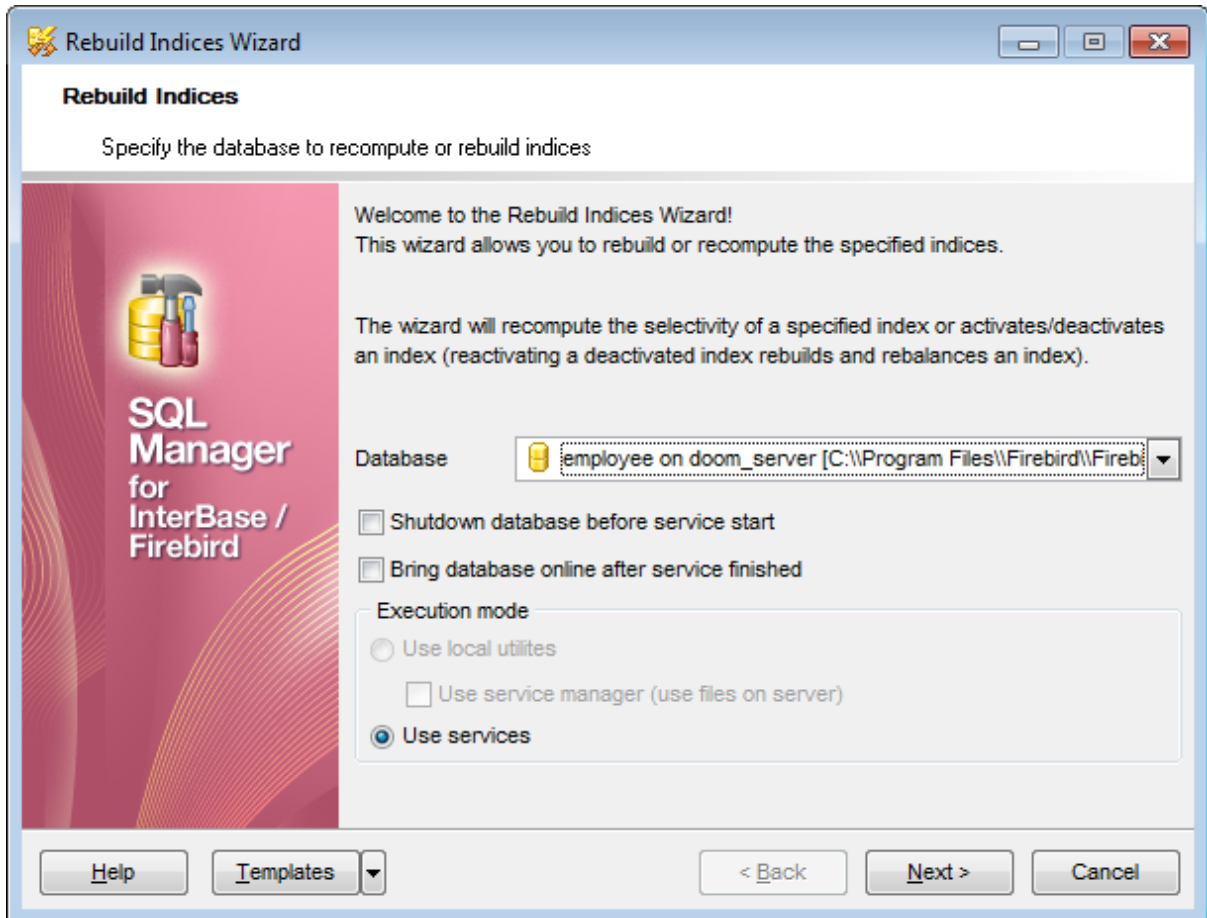 Rebuild Indices Wizard
Rebuild Indices
Specify the database to recompute or rebuild indices
Welcome to the Rebuild Indices Wizard!
This wizard allows you to rebuild or recompute the specified indices.
The wizard will recompute the selectivity of a specified index or activates/deactivates
an index (reactivating a deactivated index rebuilds and rebalances an index).
SQL
Manager
for
InterBase /
Firebird
Database
employee on doom_server [C:\\Program Files\\Firebird\\Firebi
Shutdown database before service start
Bring database online after service finished
Execution mode
Use local utilites
Use service manager (use files on server)
Use services
Help
Templates
< Back
Next >
Cancel